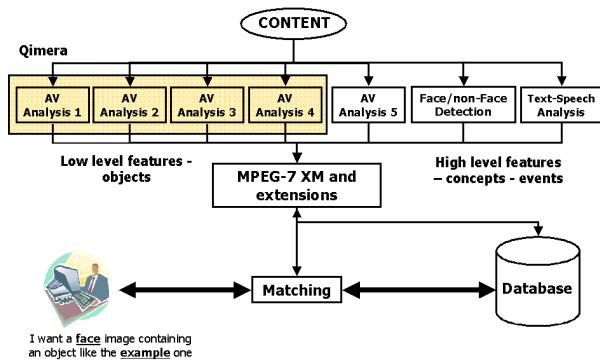 CONTENT
Qimera
AV
Analysis 1
AV
Analysis 2
AV
Analysis 3
AV
Analysis 4
AV
Analysis 5
Face/non-Face
Detection
Text-Speech
Analysis
Low level features -
objects
High level features
– concepts - events
MPEG-7 XM and
extensions
Matching
Database
I want a face image containing
an object like the example one